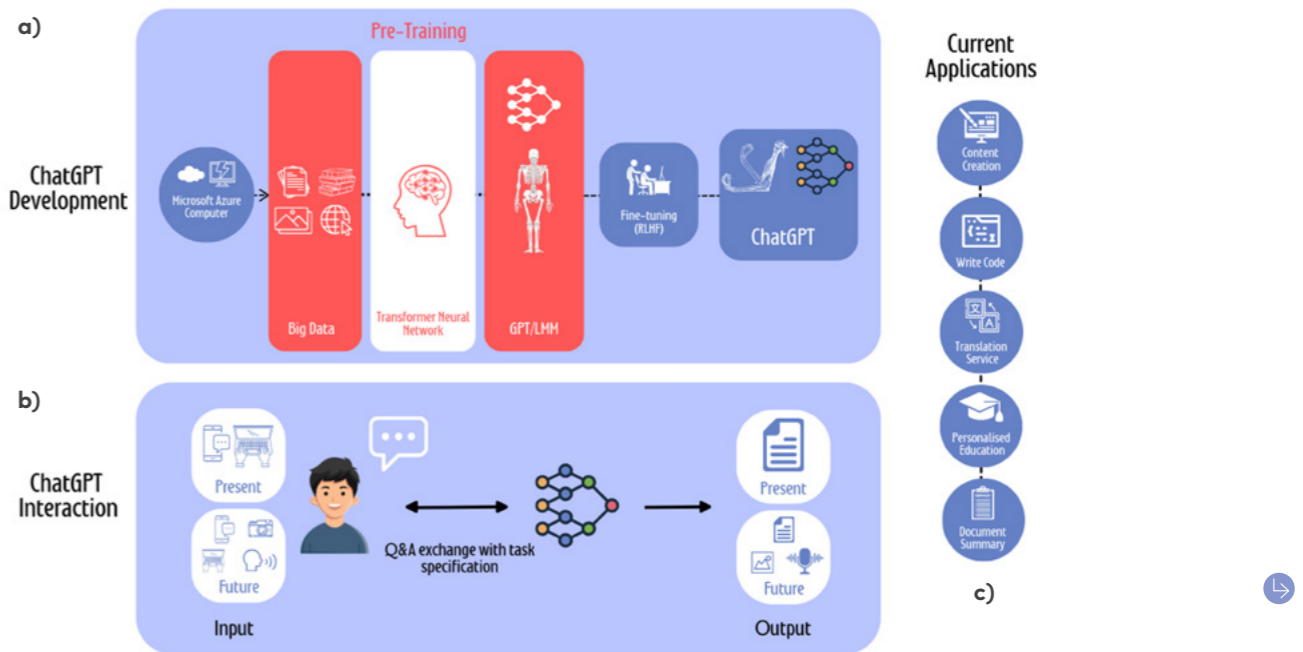 a)
Pre-Training
ChatGPT
Development
Microsoft Azure
Computer
Big Data
Transformer Neural
Network
GPT/LMM
Fine-tuning
(RLHF)
ChatGPT
b)
ChatGPT
Interaction
Present
Future
Input
Q&A exchange with task
specification
Present
Future
Output
Current
Applications
Content
Creation
Write Code
Translation
Service
Personalised
Education
Document
Summary
c)